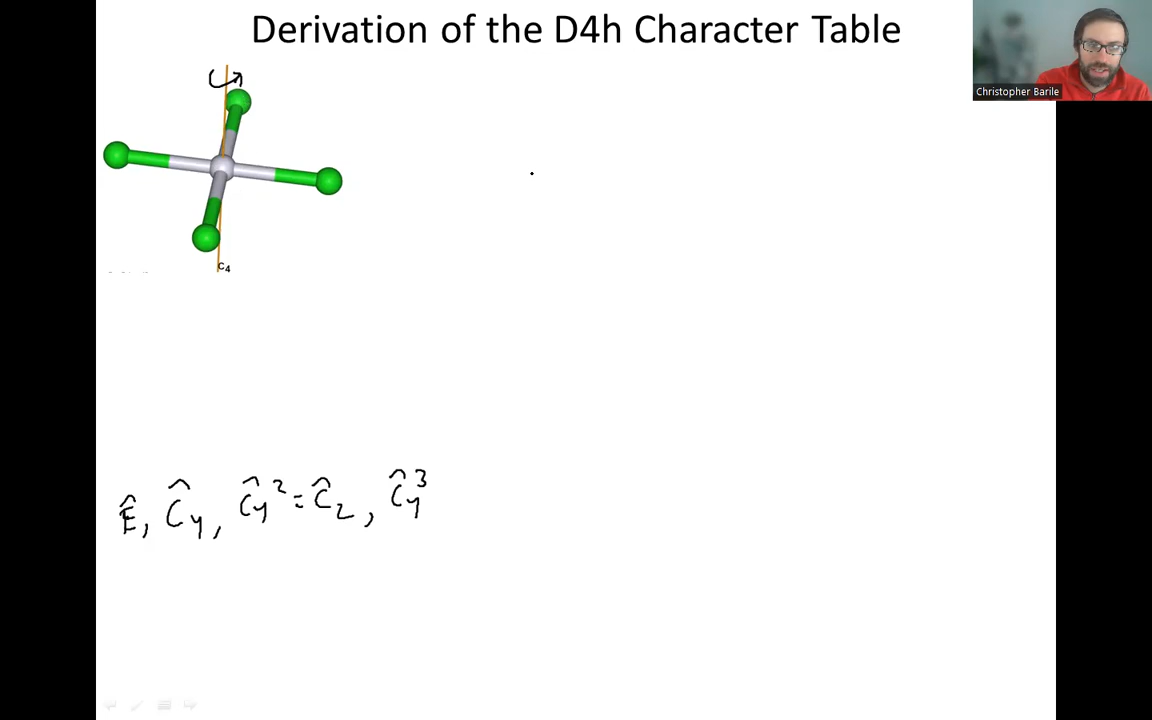 Derivation of the D4h Character Table
Christopher Barile
C₄
Ê, Ĉ₄, Ĉ₄² = Ĉ₂, Ĉ₄³